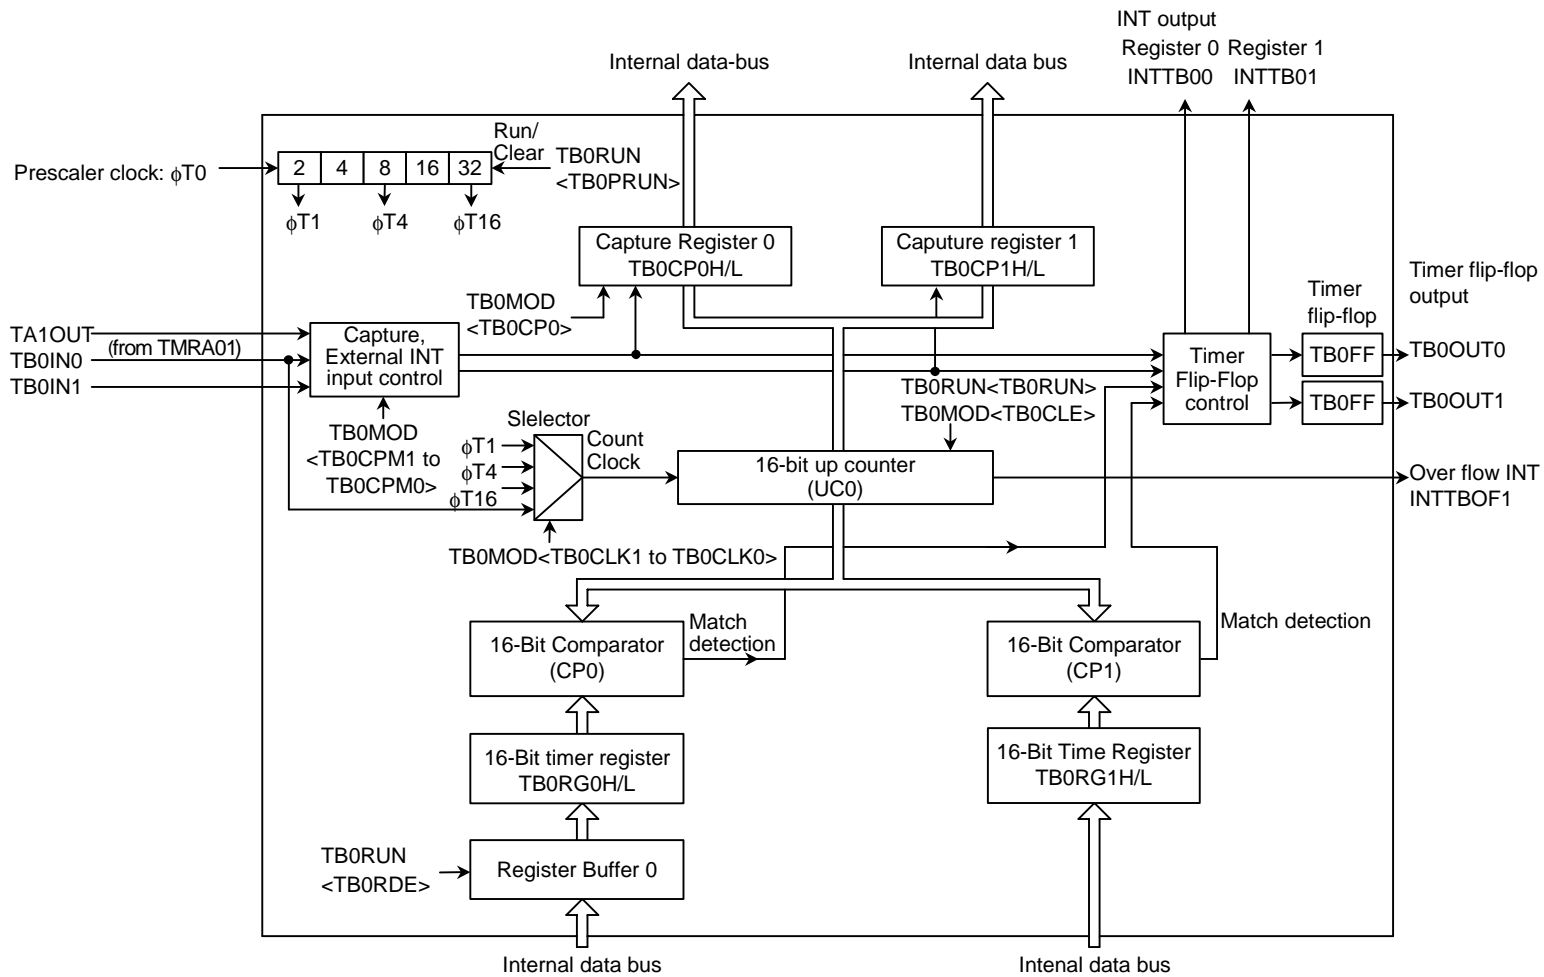 INT output
Register 0 Register 1
INTTB00 INTTB01
Internal data-bus
Internal data bus
Run/
Clear
Prescaler clock: ϕT0
2 4 8 16 32
TB0RUN
<TB0PRUN>
ϕT1 ϕT4 ϕT16
Capture Register 0
TB0CP0H/L
Caputure register 1
TB0CP1H/L
Timer flip-flop
output
Timer
flip-flop
TB0MOD
<TB0CP0>
TA1OUT
(from TMRA01)
TB0IN0
TB0IN1
Capture,
External INT
input control
Timer
Flip-Flop
control
TB0FF
TB0OUT0
TB0FF
TB0OUT1
TB0RUN<TB0RUN>
TB0MOD<TB0CLE>
TB0MOD
<TB0CPM1 to
TB0CPM0>
Slelector
ϕT1
ϕT4
ϕT16
Count
Clock
16-bit up counter
(UC0)
Over flow INT
INTTBOF1
TB0MOD<TB0CLK1 to TB0CLK0>
16-Bit Comparator
(CP0)
Match
detection
16-Bit Comparator
(CP1)
Match detection
16-Bit timer register
TB0RG0H/L
16-Bit Time Register
TB0RG1H/L
TB0RUN
<TB0RDE>
Register Buffer 0
Internal data bus
Intenal data bus